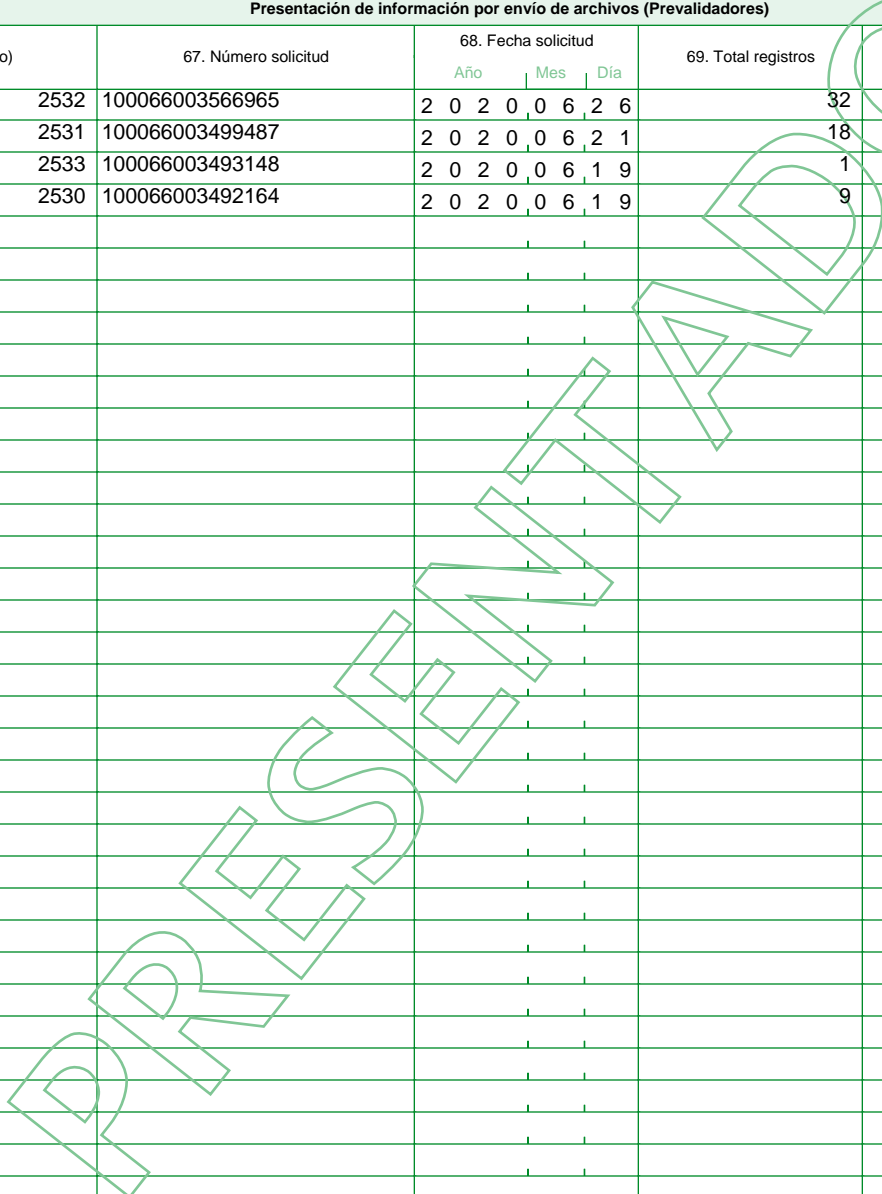 Presentación de información por envío de archivos (Prevalidadores)
o) 67. Número solicitud 68. Fecha solicitud 69. Total registros
Año Mes Día
2532 100066003566965 2 0 2 0 0 6 2 6 32
2531 100066003499487 2 0 2 0 0 6 2 1 18
2533 100066003493148 2 0 2 0 0 6 1 9 1
2530 100066003492164 2 0 2 0 0 6 1 9 9
PRESENTADO